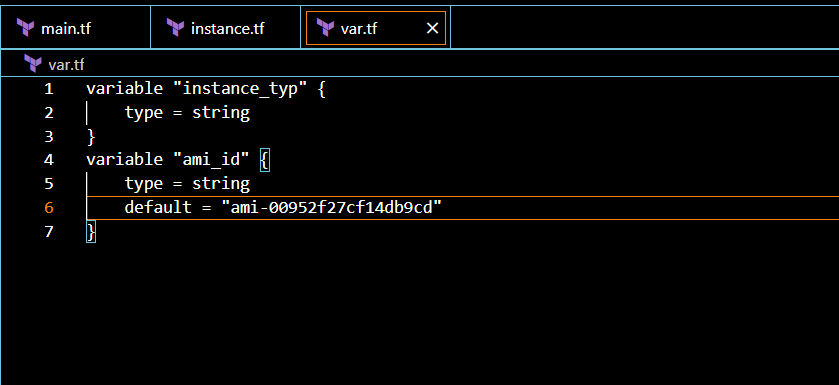 main.tf instance.tf var.tf ×
var.tf
1 variable "instance_typ" {
2 type = string
3 }
4 variable "ami_id" {
5 type = string
6 default = "ami-00952f27cf14db9cd"
7 }